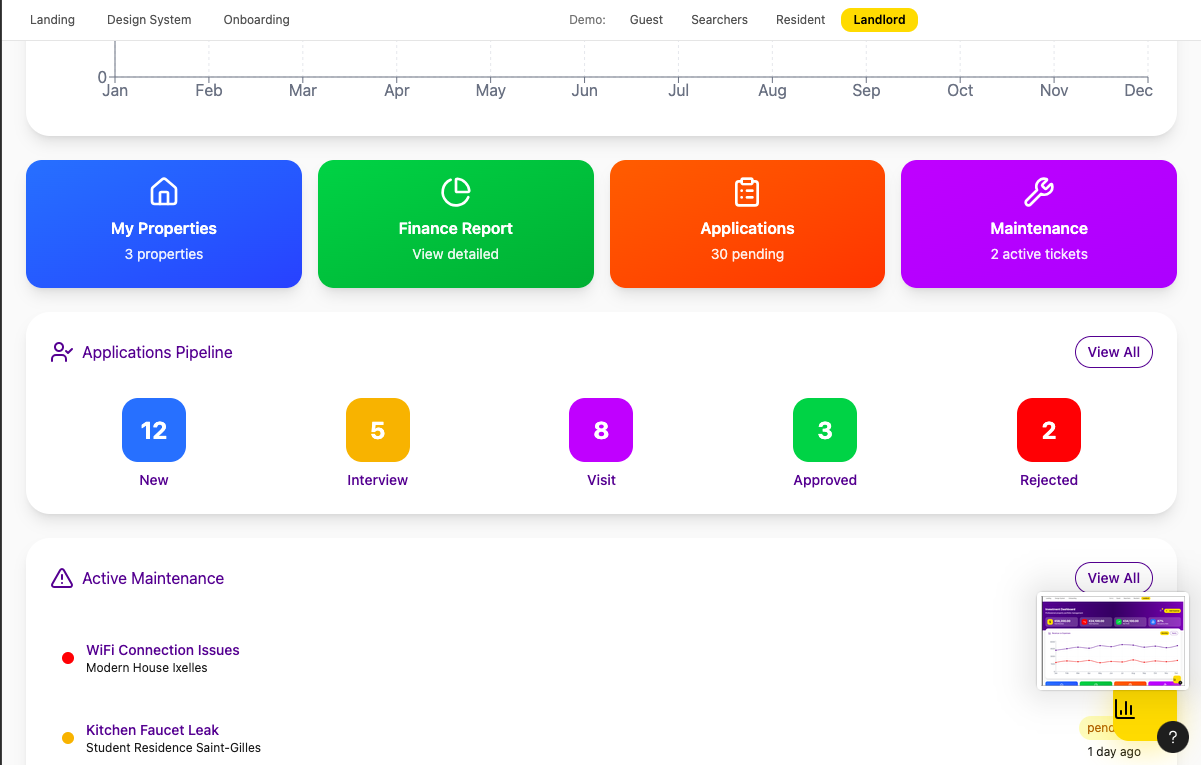 Landing Design System Onboarding Demo: Guest Searchers Resident Landlord
0
Jan Feb Mar Apr May Jun Jul Aug Sep Oct Nov Dec
My Properties
3 properties
Finance Report
View detailed
Applications
30 pending
Maintenance
2 active tickets
Applications Pipeline
View All
12
New
5
Interview
8
Visit
3
Approved
2
Rejected
Active Maintenance
View All
WiFi Connection Issues
Modern House Ixelles
Kitchen Faucet Leak
Student Residence Saint-Gilles
pend
1 day ago
?